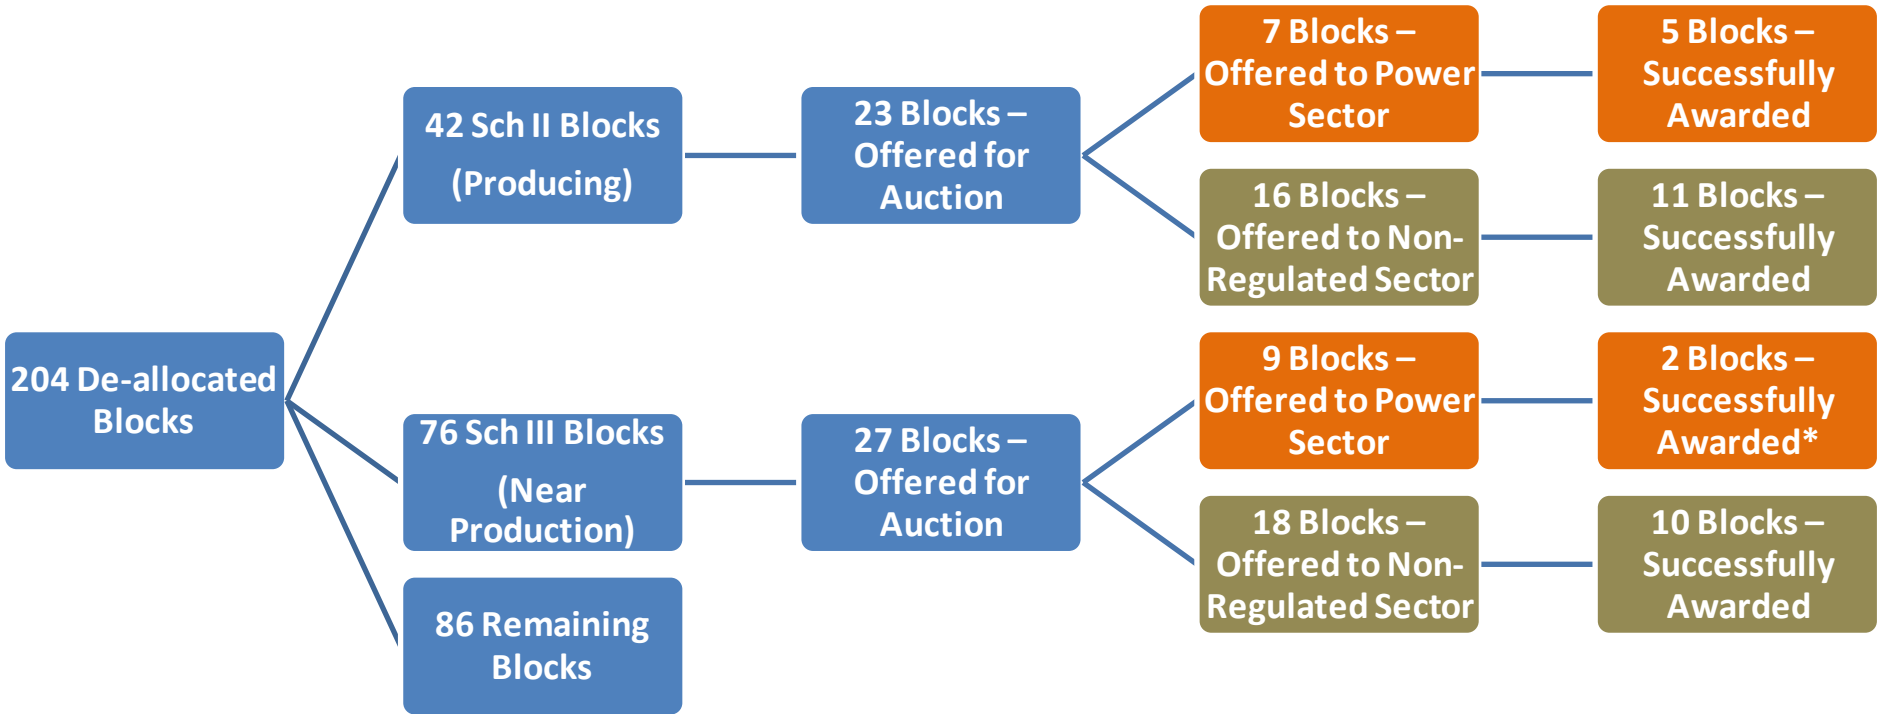 204 De-allocated
Blocks
42 Sch II Blocks
(Producing)
23 Blocks –
Offered for
Auction
7 Blocks –
Offered to Power
Sector
5 Blocks –
Successfully
Awarded
16 Blocks –
Offered to Non-
Regulated Sector
11 Blocks –
Successfully
Awarded
76 Sch III Blocks
(Near
Production)
27 Blocks –
Offered for
Auction
9 Blocks –
Offered to Power
Sector
2 Blocks –
Successfully
Awarded*
18 Blocks –
Offered to Non-
Regulated Sector
10 Blocks –
Successfully
Awarded
86 Remaining
Blocks